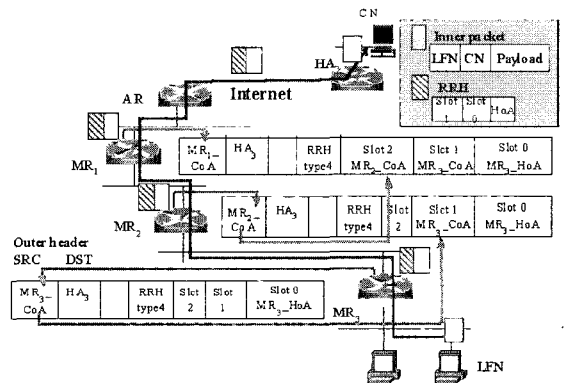 CN
Inner packet
LFN CN Payload
RRH
Slot 1 Slot 0 HoA
HA
AR
Internet
MR1
MR1_CoA HA3 RRH type4 Slot 2 MR2_CoA Slot 1 MR3_CoA Slot 0 MR3_HoA
MR2
MR2_CoA HA3 RRH type4 Slot 2 Slot 1 MR3_CoA Slot 0 MR3_HoA
Outer header
SRC DST
MR3_CoA HA3 RRH type4 Slot 2 Slot 1 Slot 0 MR3_HoA
MR3
LFN